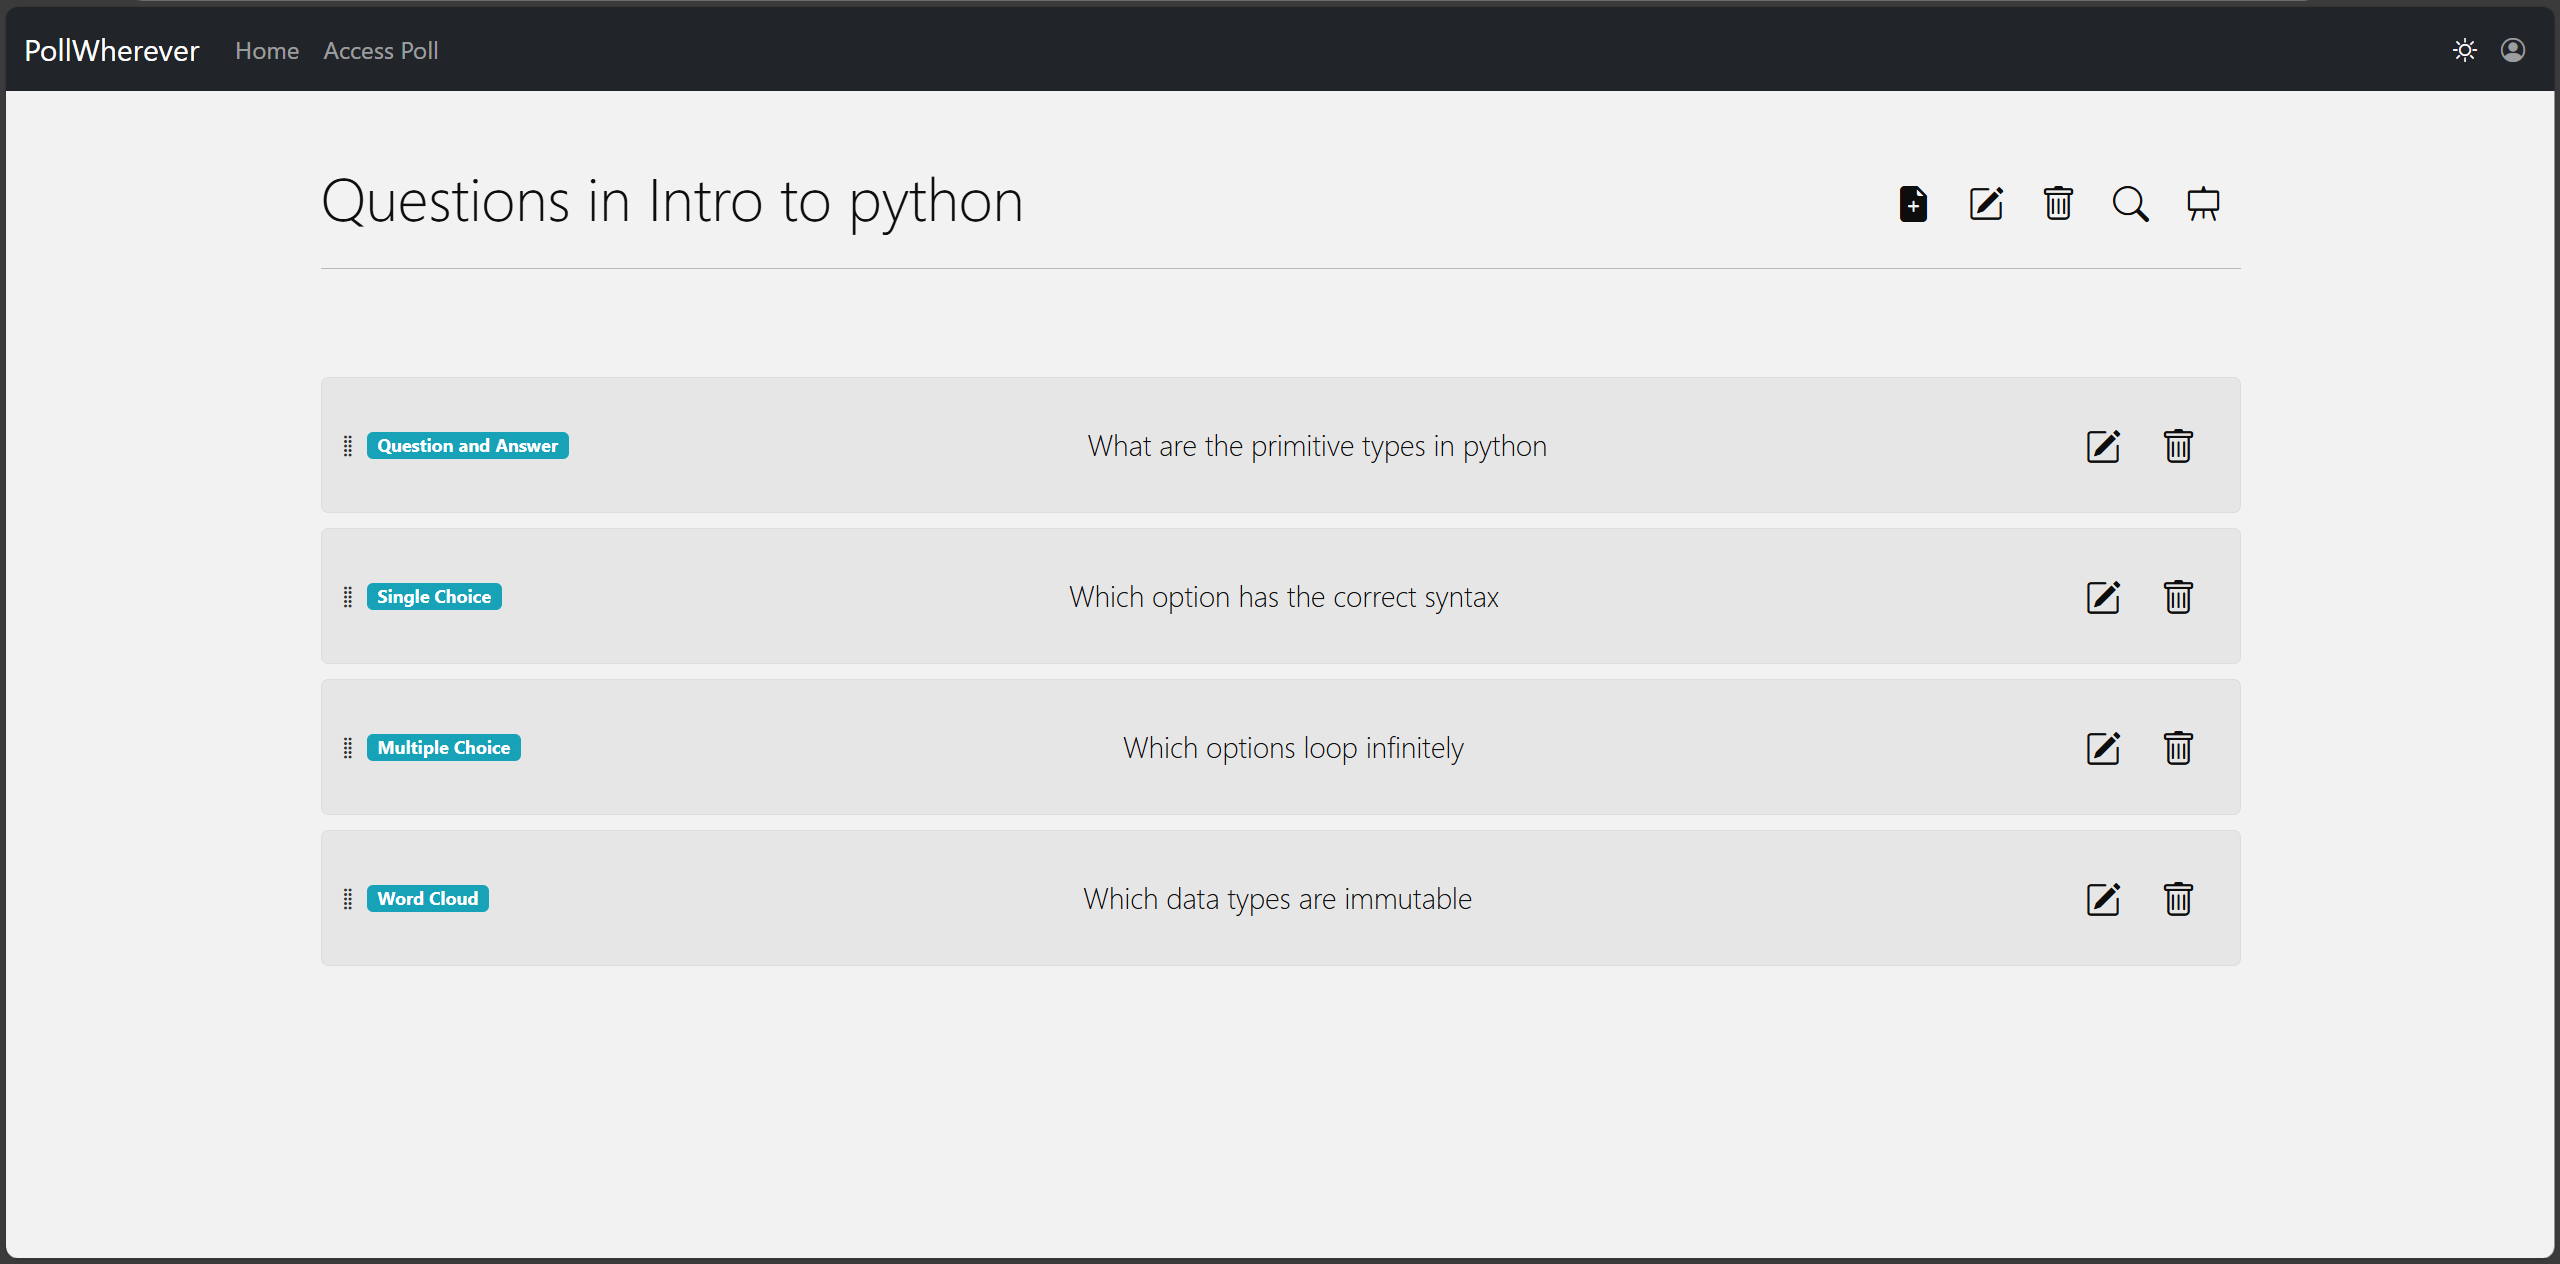 PollWherever Home Access Poll
Questions in Intro to python
Question and Answer What are the primitive types in python
Single Choice Which option has the correct syntax
Multiple Choice Which options loop infinitely
Word Cloud Which data types are immutable